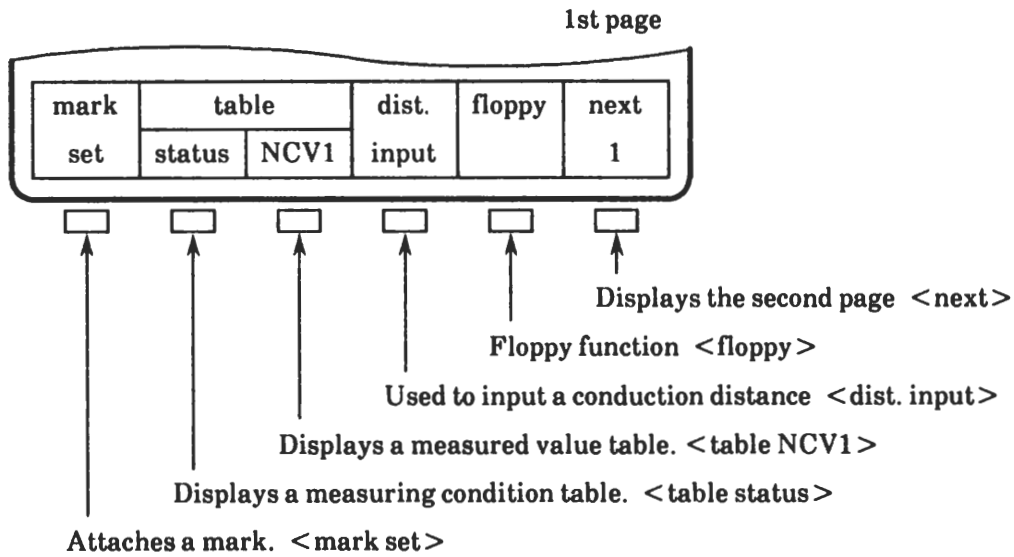 1st page
mark table dist. floppy next
set status NCV1 input 1
Displays the second page <next>
Floppy function <floppy>
Used to input a conduction distance <dist. input>
Displays a measured value table. <table NCV1>
Displays a measuring condition table. <table status>
Attaches a mark. <mark set>